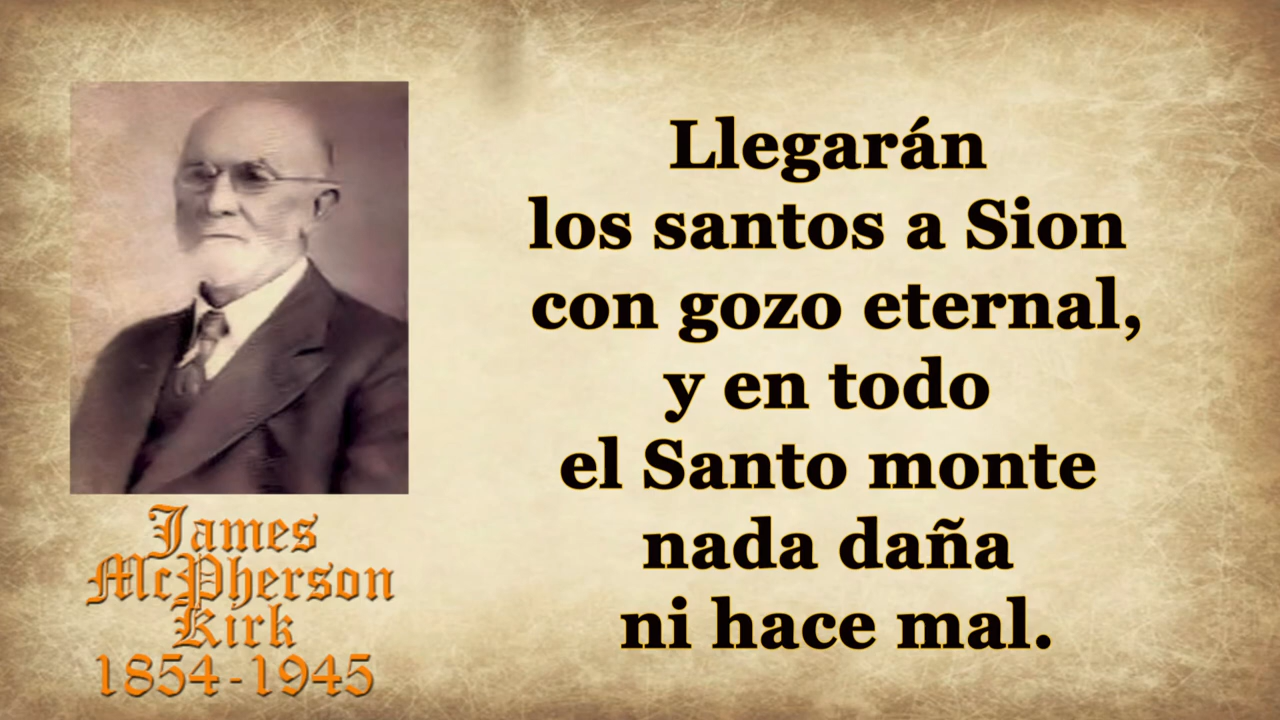 Llegarán
los santos a Sion
con gozo eternal,
y en todo
el Santo monte
nada daña
ni hace mal.
James
McPherson
Kirk
1854-1945